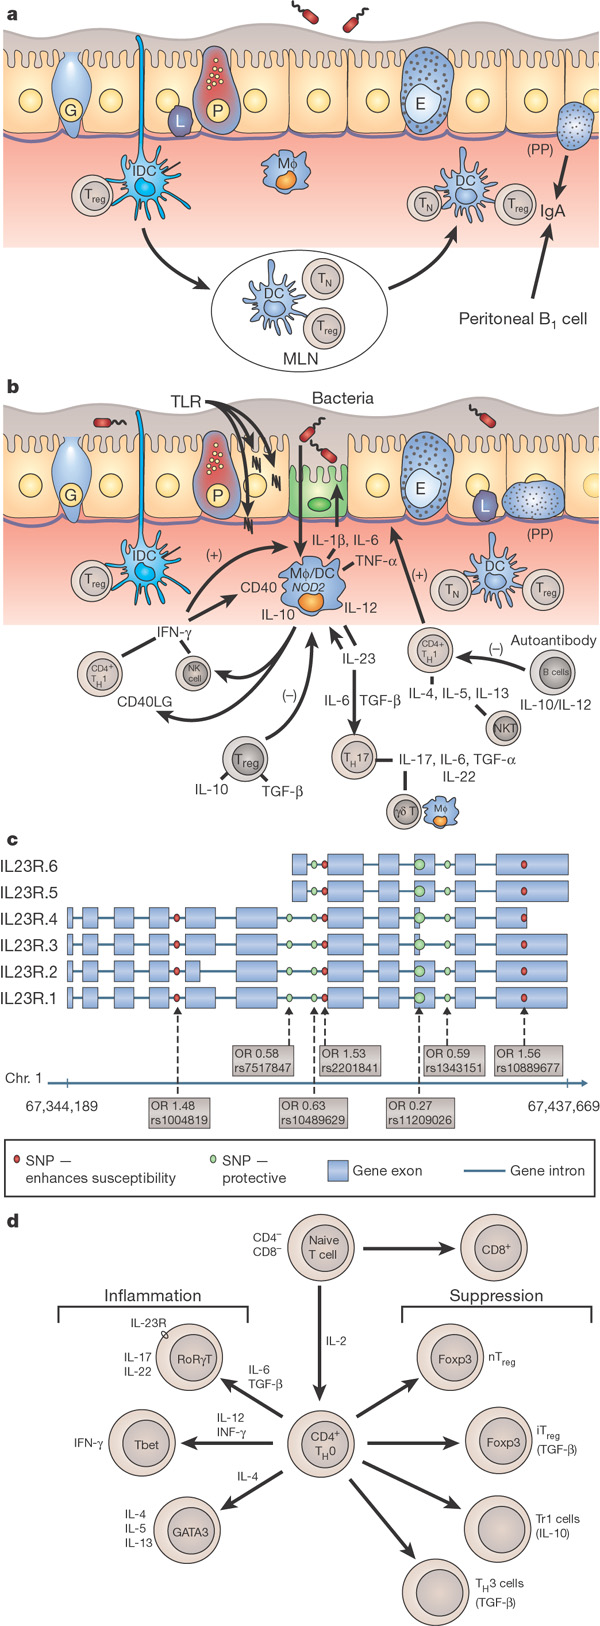 a
G
L
P
E
(PP)
IDC
Treg
Mϕ
DC
TN
Treg
IgA
DC
TN
Treg
MLN
Peritoneal B1 cell
b
TLR
Bacteria
G
P
E
L
(PP)
IDC
Treg
(+)
IL-1β, IL-6
TNF-α
Mϕ/DC
NOD2
CD40
IL-10
IL-12
(+)
DC
TN
Treg
IFN-γ
CD4+
TH1
NK
cell
CD40LG
(–)
IL-23
IL-6
TGF-β
CD4+
TH1
(–)
Autoantibody
B cells
IL-10/IL-12
IL-4, IL-5, IL-13
NKT
Treg
IL-10
TGF-β
TH17
IL-17, IL-6, TGF-α
IL-22
γδ T
Mϕ
c
IL23R.6
IL23R.5
IL23R.4
IL23R.3
IL23R.2
IL23R.1
OR 0.58
rs7517847
OR 1.53
rs2201841
OR 0.59
rs1343151
OR 1.56
rs10889677
Chr. 1
67,344,189
67,437,669
OR 1.48
rs1004819
OR 0.63
rs10489629
OR 0.27
rs11209026
SNP —
enhances susceptibility
SNP —
protective
Gene exon
Gene intron
d
CD4–
CD8–
Naive
T cell
CD8+
Inflammation
Suppression
IL-2
IL-23R
IL-17
IL-22
RoRγT
IL-6
TGF-β
Foxp3
nTreg
IFN-γ
Tbet
IL-12
INF-γ
CD4+
TH0
Foxp3
iTreg
(TGF-β)
IL-4
IL-4
IL-5
IL-13
GATA3
Tr1 cells
(IL-10)
TH3 cells
(TGF-β)